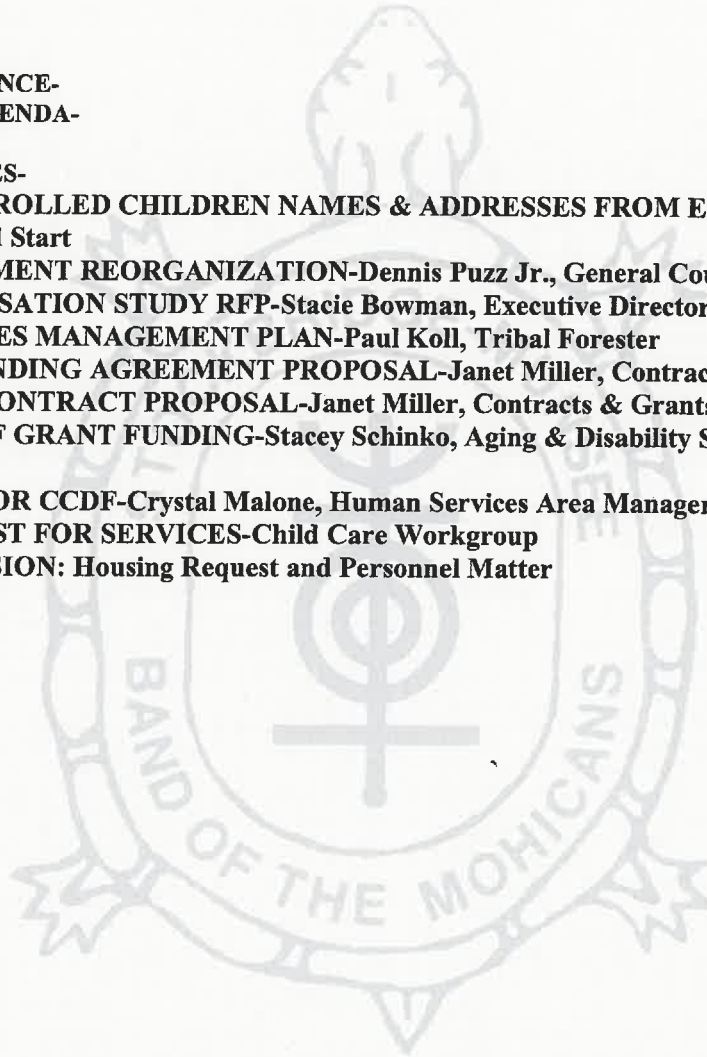 NCE-
ENDA-
ES-
ROLLED CHILDREN NAMES & ADDRESSES FROM E
Start
MENT REORGANIZATION-Dennis Puzz Jr., General Cou
SATION STUDY RFP-Stacie Bowman, Executive Director
ES MANAGEMENT PLAN-Paul Koll, Tribal Forester
NDING AGREEMENT PROPOSAL-Janet Miller, Contrac
ONTRACT PROPOSAL-Janet Miller, Contracts & Grants
F GRANT FUNDING-Stacey Schinko, Aging & Disability S
OR CCDF-Crystal Malone, Human Services Area Manager
ST FOR SERVICES-Child Care Workgroup
SION: Housing Request and Personnel Matter
BAND OF THE MOHICANS